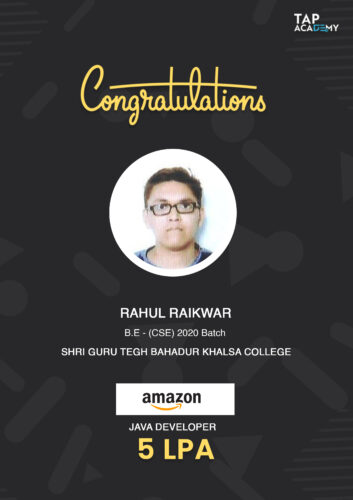 TAP
ACADEMY
Congratulations
RAHUL RAIKWAR
B.E - (CSE) 2020 Batch
SHRI GURU TEGH BAHADUR KHALSA COLLEGE
amazon
JAVA DEVELOPER
5 LPA